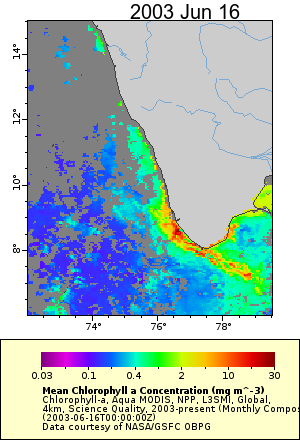 2003 Jun 16
14°
12°
10°
8°
74° 76° 78°
0.03 0.1 0.4 2 10 30
Mean Chlorophyll a Concentration (mg m^-3)
Chlorophyll-a, Aqua MODIS, NPP, L3SMI, Global,
4km, Science Quality, 2003-present (Monthly Compos
(2003-06-16T00:00:00Z)
Data courtesy of NASA/GSFC OBPG